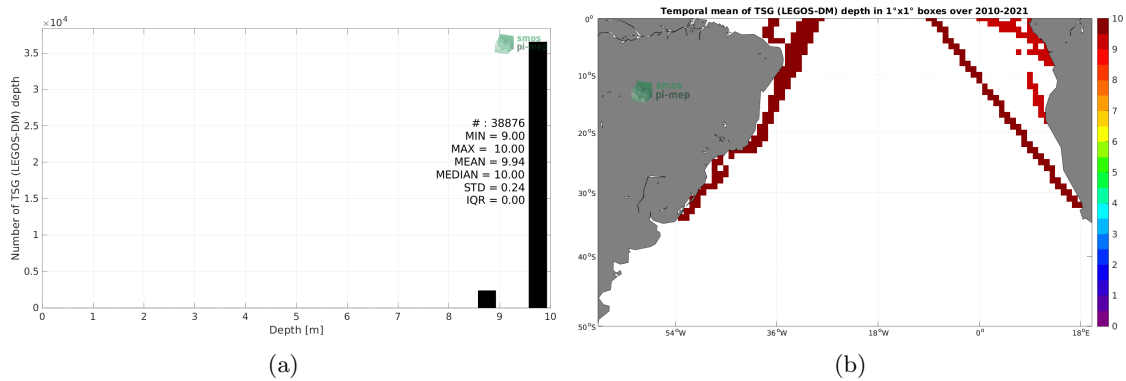 ×10⁴
3.5
3
2.5
2
1.5
1
0.5
0
Number of TSG (LEGOS-DM) depth
smos
pi-mep
# : 38876
MIN = 9.00
MAX = 10.00
MEAN = 9.94
MEDIAN = 10.00
STD = 0.24
IQR = 0.00
0 1 2 3 4 5 6 7 8 9 10
Depth [m]
(a)
Temporal mean of TSG (LEGOS-DM) depth in 1°x1° boxes over 2010-2021
0°
10°S
20°S
30°S
40°S
50°S
smos
pi-mep
54°W 36°W 18°W 0° 18°E
10
9
8
7
6
5
4
3
2
1
0
(b)